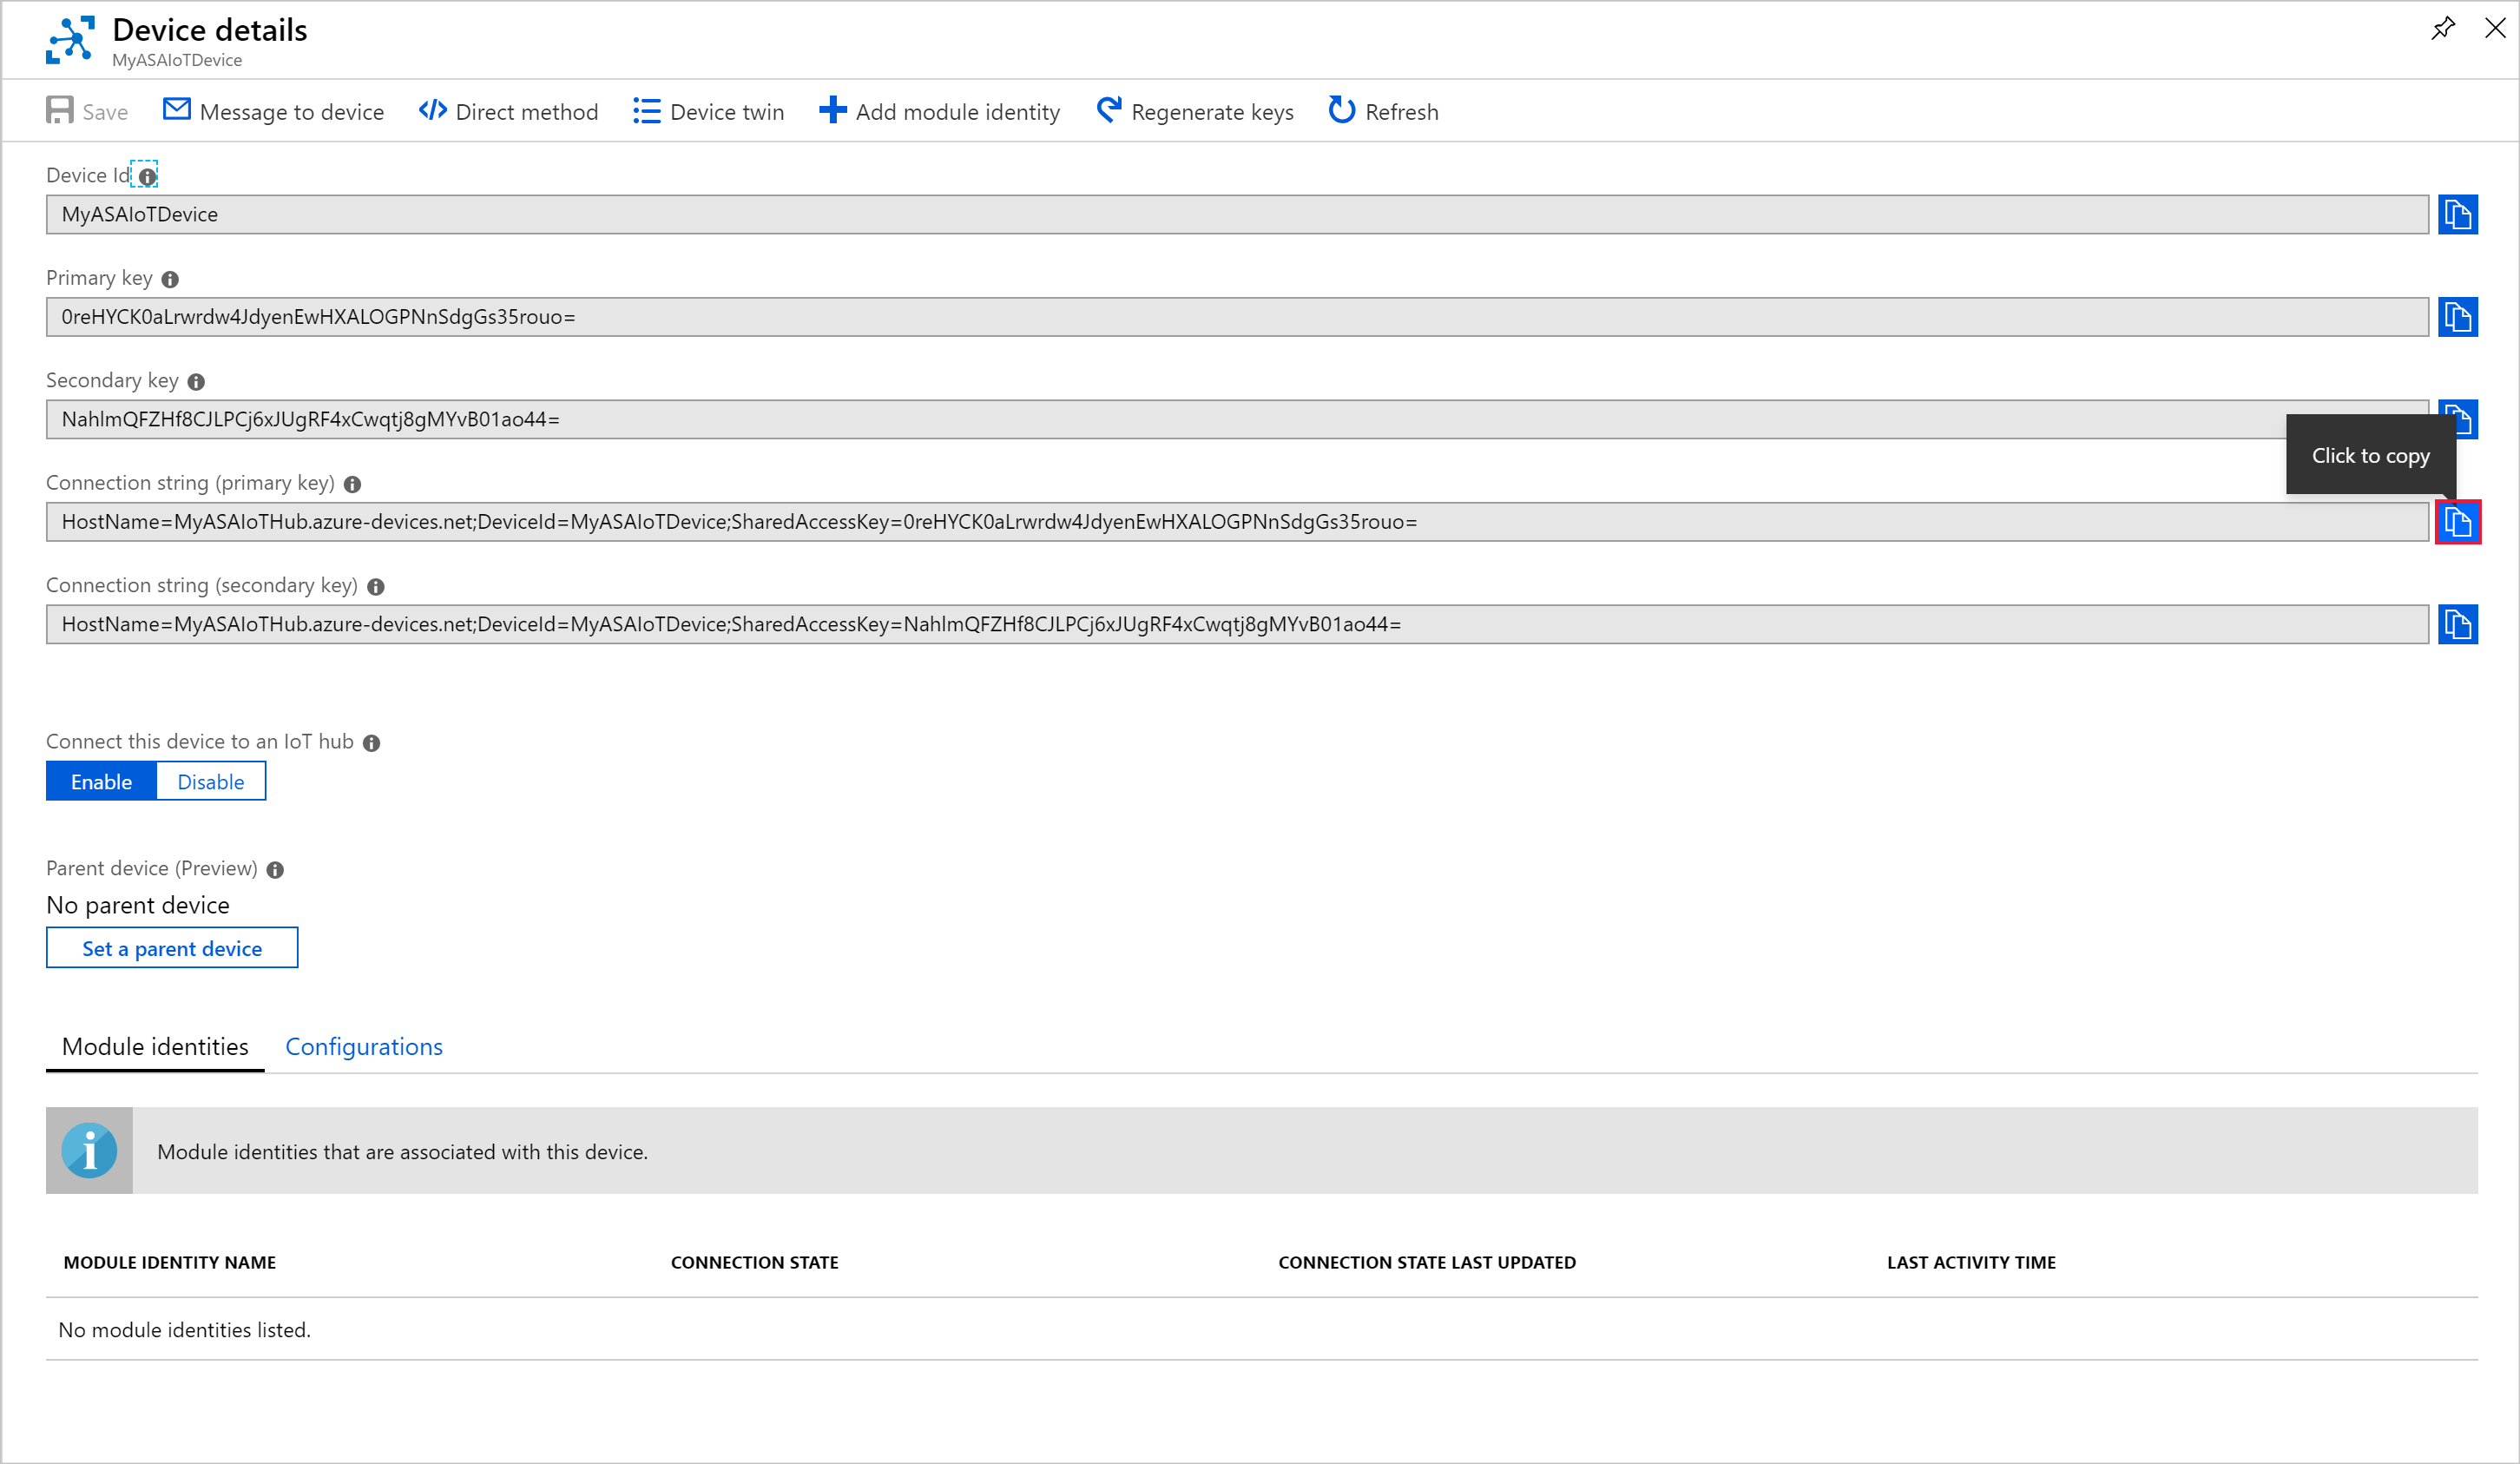 Device details
MyASAIoTDevice
Save Message to device Direct method Device twin Add module identity Regenerate keys Refresh
Device Id
MyASAIoTDevice
Primary key
0reHYCK0aLrwrdw4JdyenEwHXALOGPNnSdgGs35rouo=
Secondary key
NahlmQFZHf8CJLPCj6xJUgRF4xCwqtj8gMYvB01ao44=
Click to copy
Connection string (primary key)
HostName=MyASAIoTHub.azure-devices.net;DeviceId=MyASAIoTDevice;SharedAccessKey=0reHYCK0aLrwrdw4JdyenEwHXALOGPNnSdgGs35rouo=
Connection string (secondary key)
HostName=MyASAIoTHub.azure-devices.net;DeviceId=MyASAIoTDevice;SharedAccessKey=NahlmQFZHf8CJLPCj6xJUgRF4xCwqtj8gMYvB01ao44=
Connect this device to an IoT hub
Enable Disable
Parent device (Preview)
No parent device
Set a parent device
Module identities Configurations
Module identities that are associated with this device.
MODULE IDENTITY NAME CONNECTION STATE CONNECTION STATE LAST UPDATED LAST ACTIVITY TIME
No module identities listed.